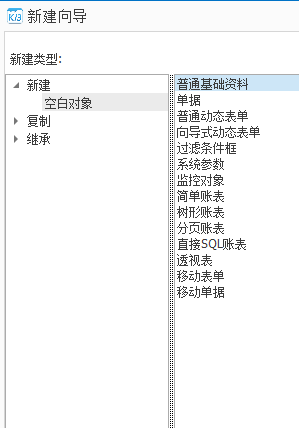 K/3 新建向导
新建类型:
新建
空白对象
复制
继承
普通基础资料
单据
普通动态表单
向导式动态表单
过滤条件框
系统参数
监控对象
简单账表
树形账表
分页账表
直接SQL账表
透视表
移动表单
移动单据